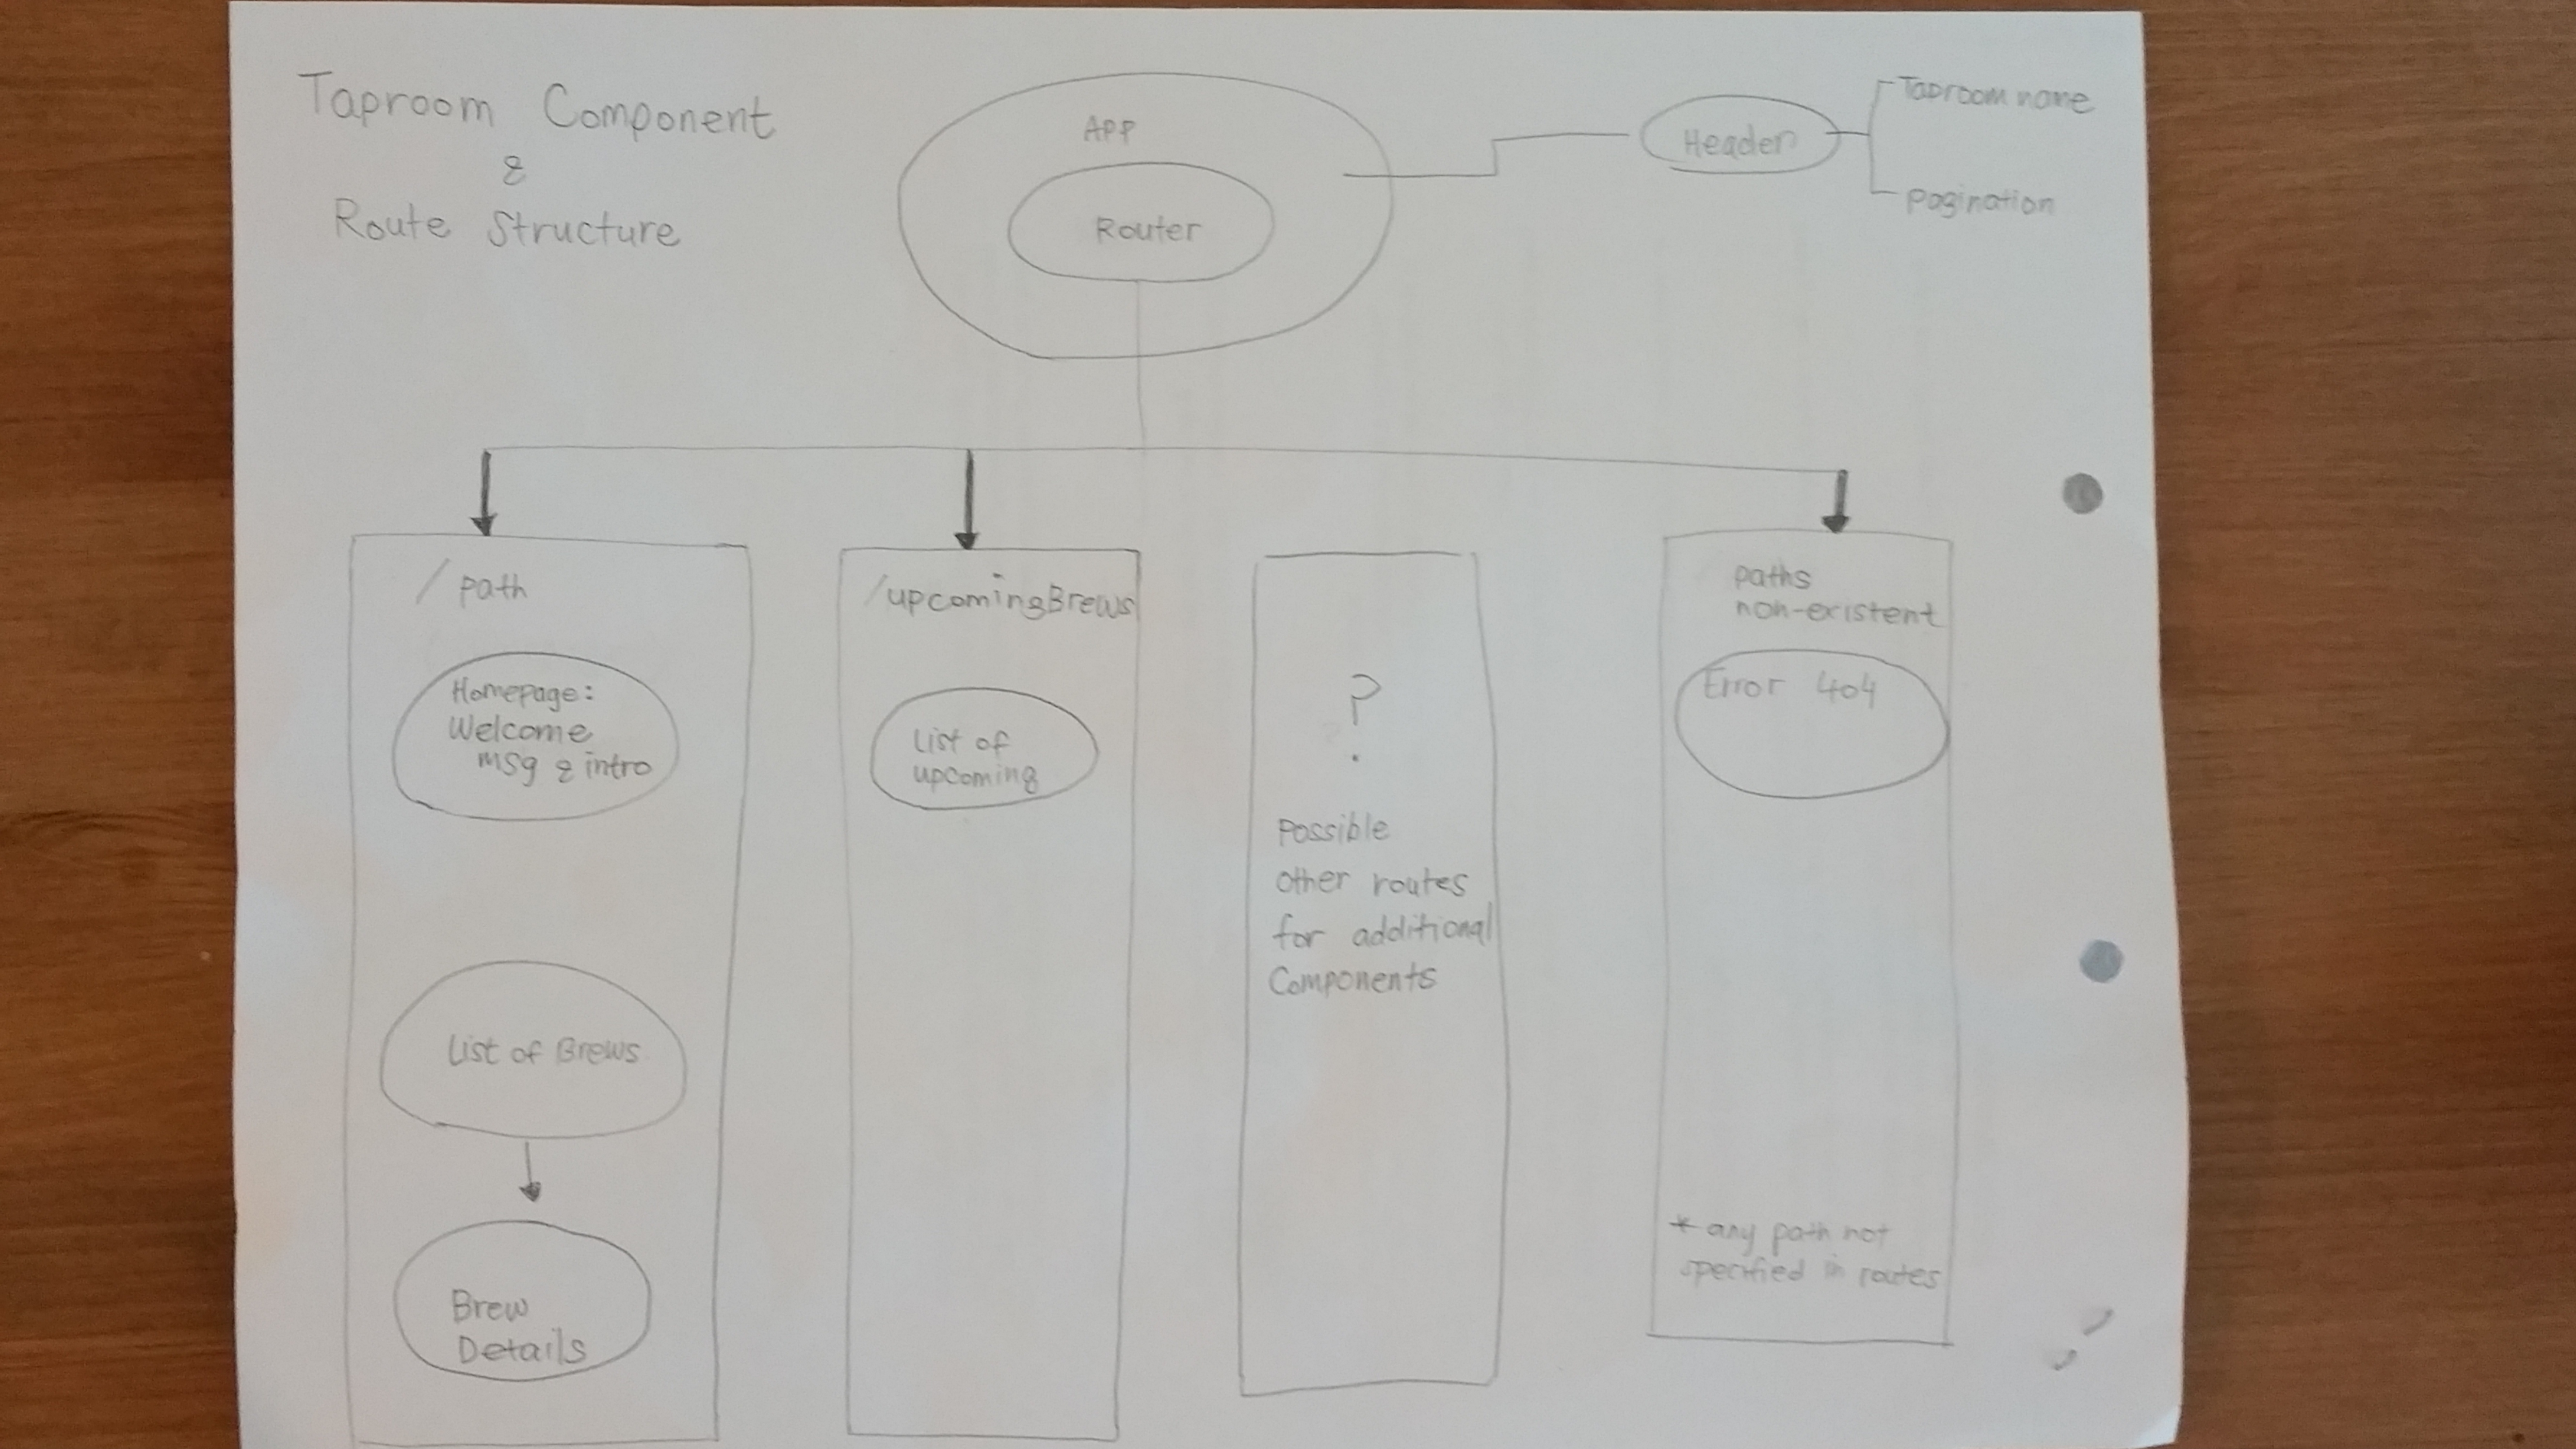 Taproom Component
&
Route Structure
APP
Router
Header
Taproom name
pagination
/path
Homepage:
Welcome
msg & intro
List of Brews
Brew
Details
/upcomingBrews
List of
upcoming
?
Possible
other routes
for additional
Components
paths
non-existent
Error 404
*any path not
specified in routes